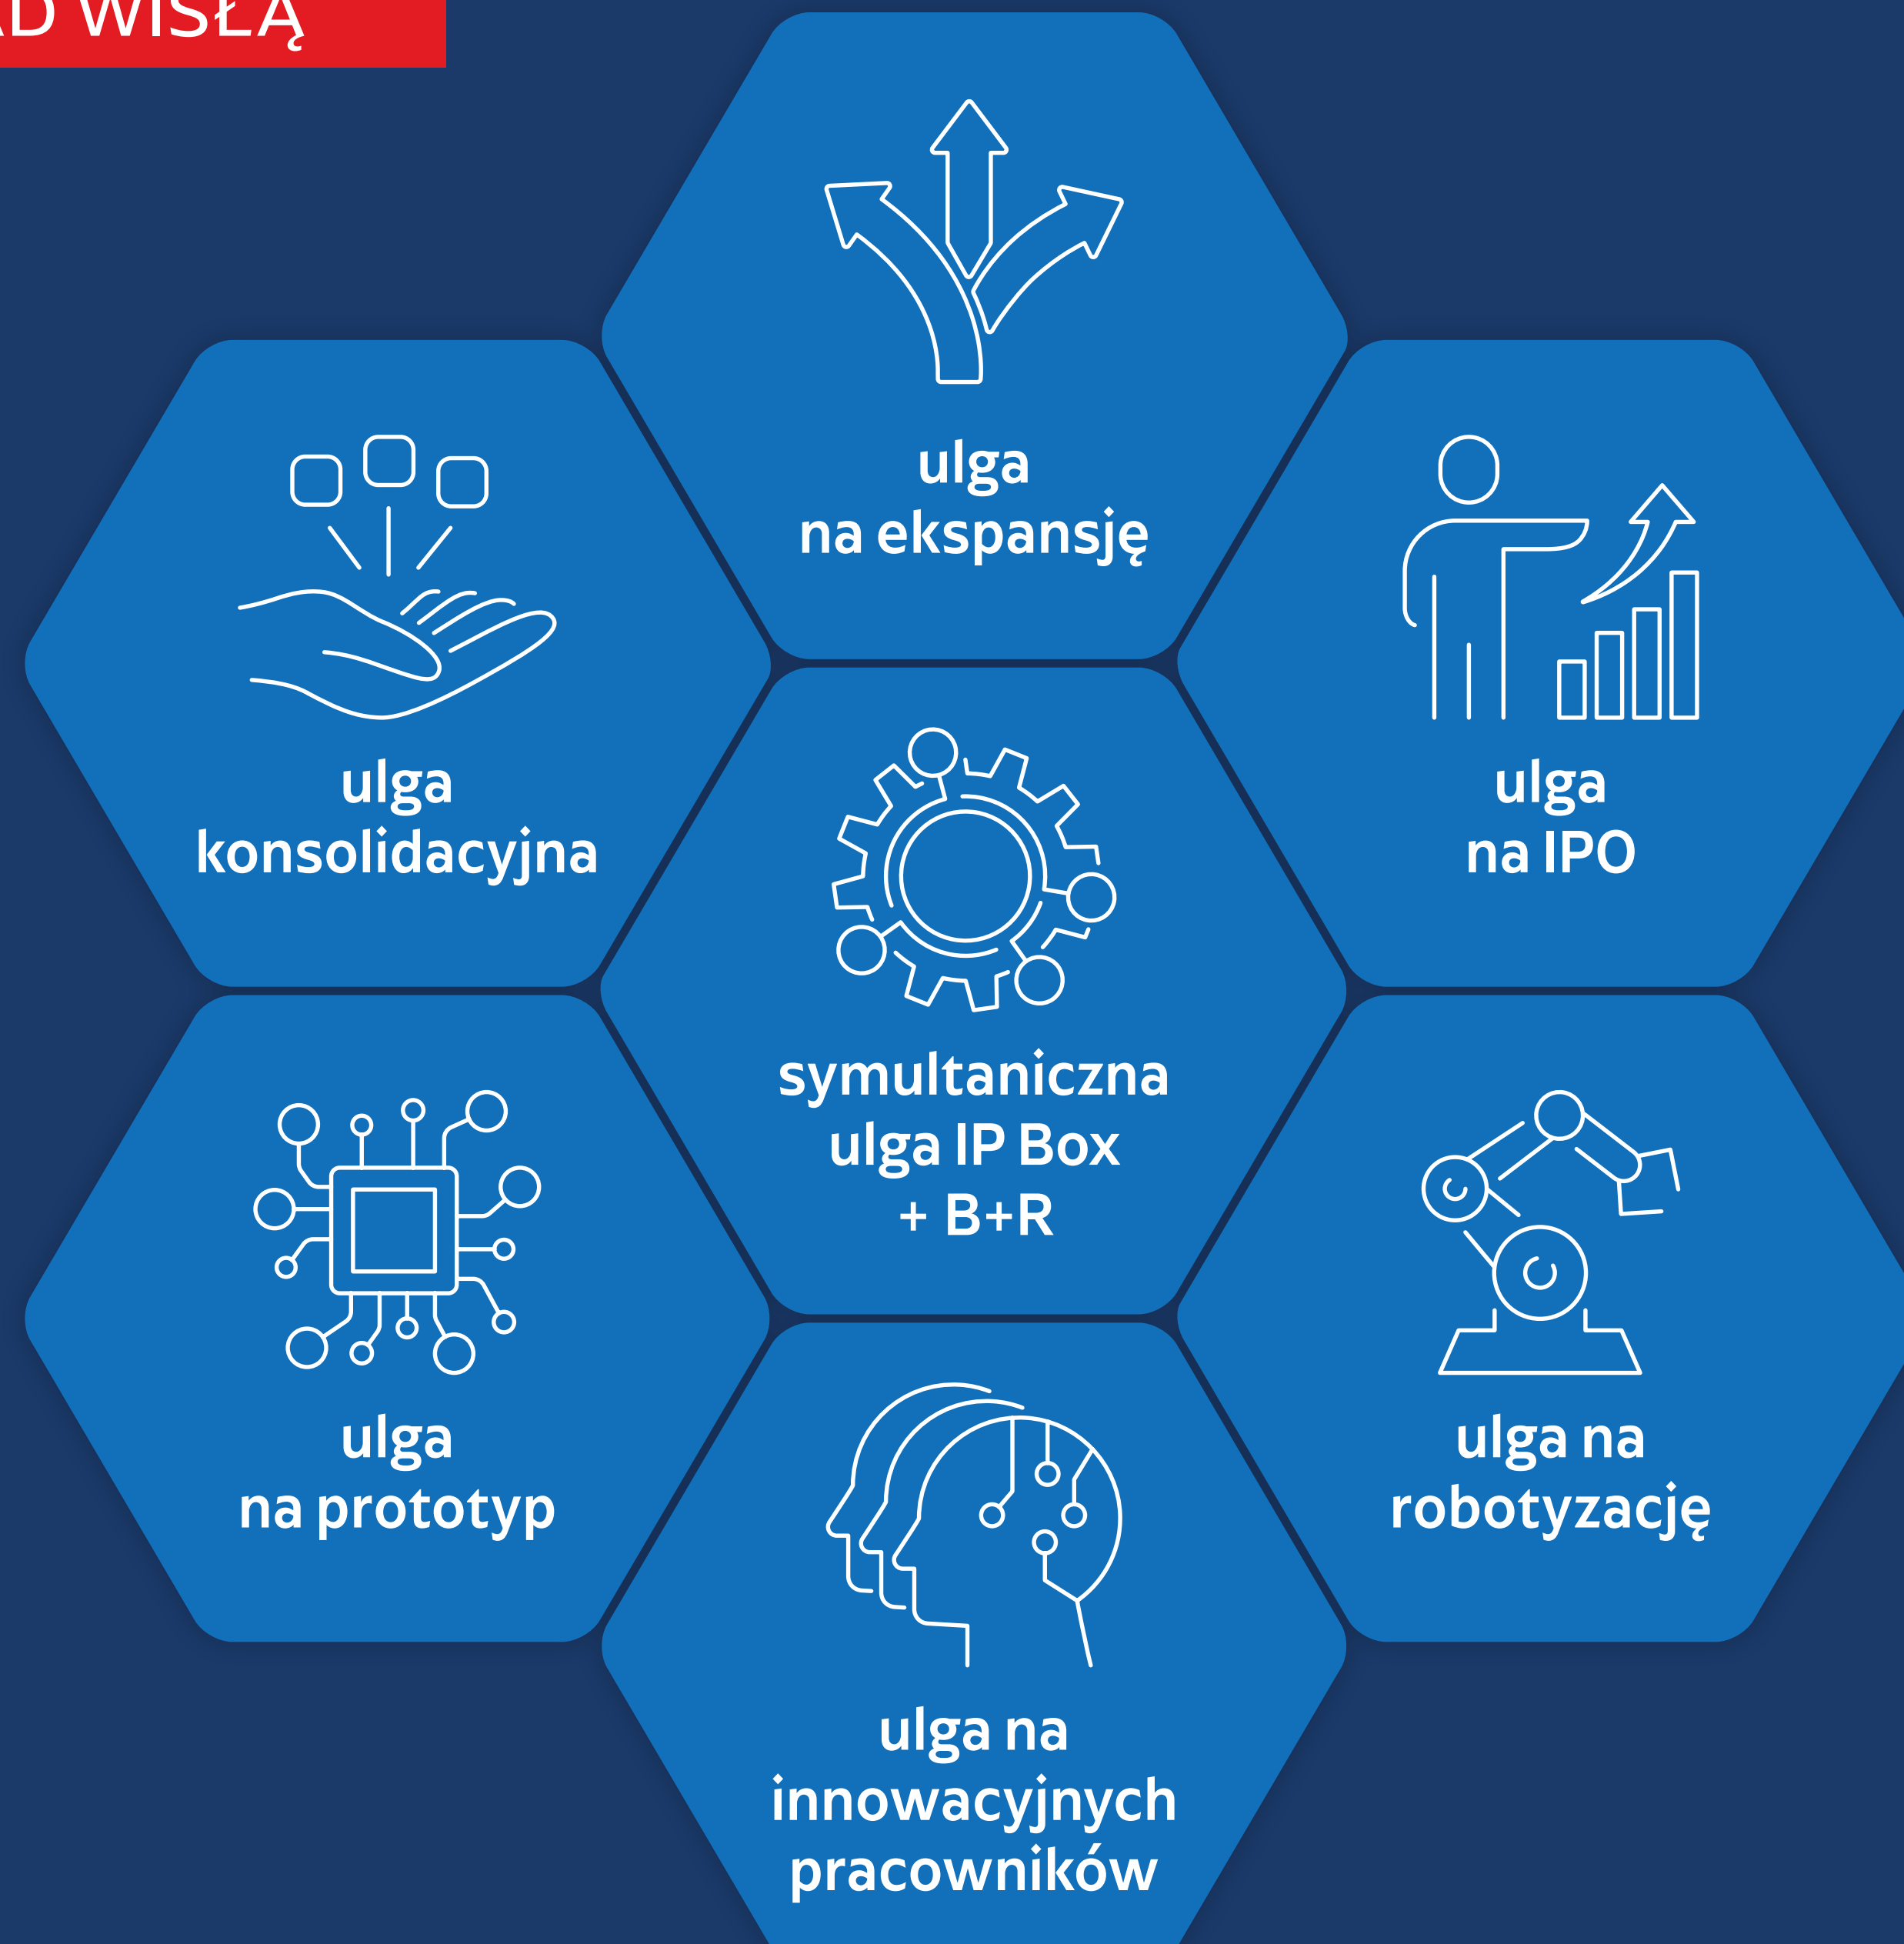 WISŁĄ
ulga
na ekspansję
ulga
konsolidacyjna
ulga
na IPO
symultaniczna
ulga IP Box
+ B+R
ulga
na prototyp
ulga na
robotyzację
ulga na
innowacyjnych
pracowników